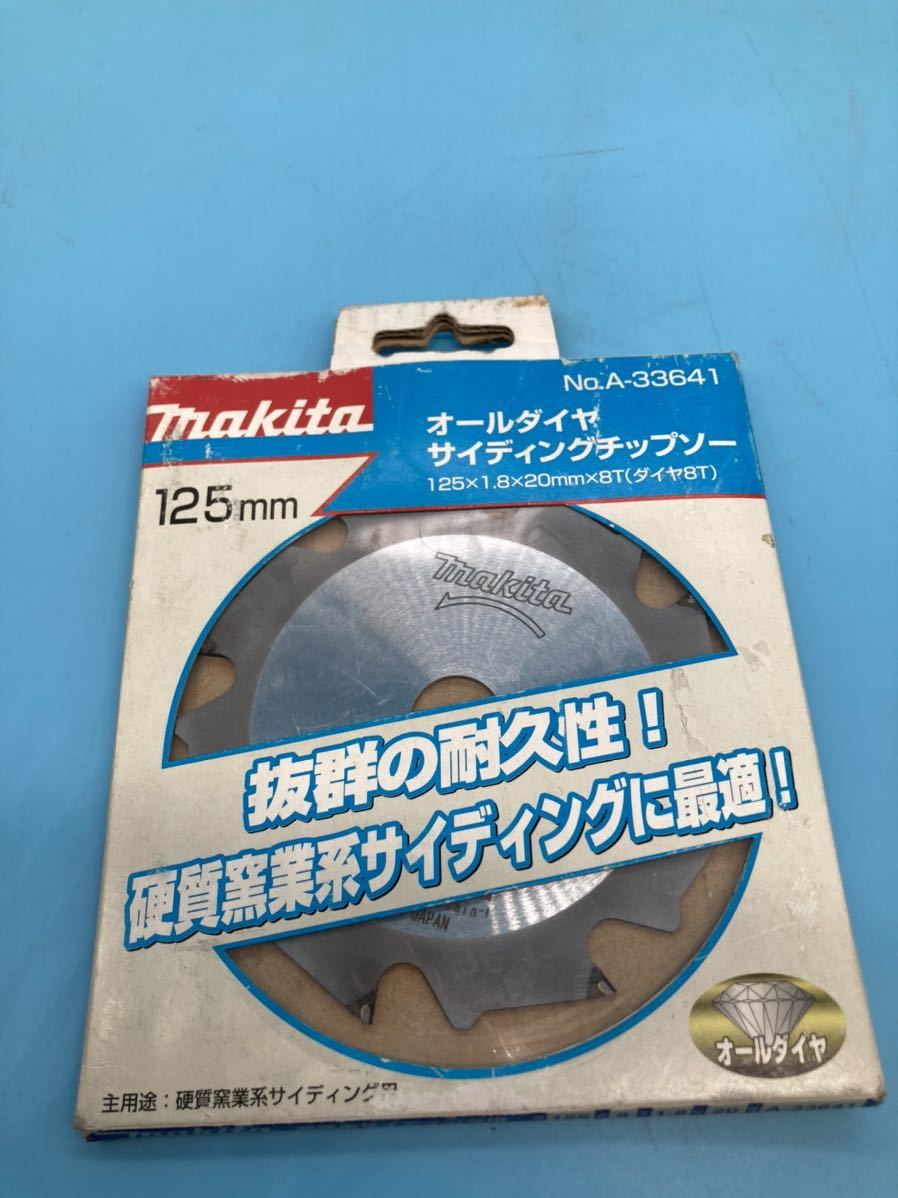 makita
No.A-33641
オールダイヤ
サイディングチップソー
125×1.8×20mm×8T(ダイヤ8T)
125mm
makita
抜群の耐久性!
硬質窯業系サイディングに最適!
JAPAN
オールダイヤ
主用途:硬質窯業系サイディング用
A-33641